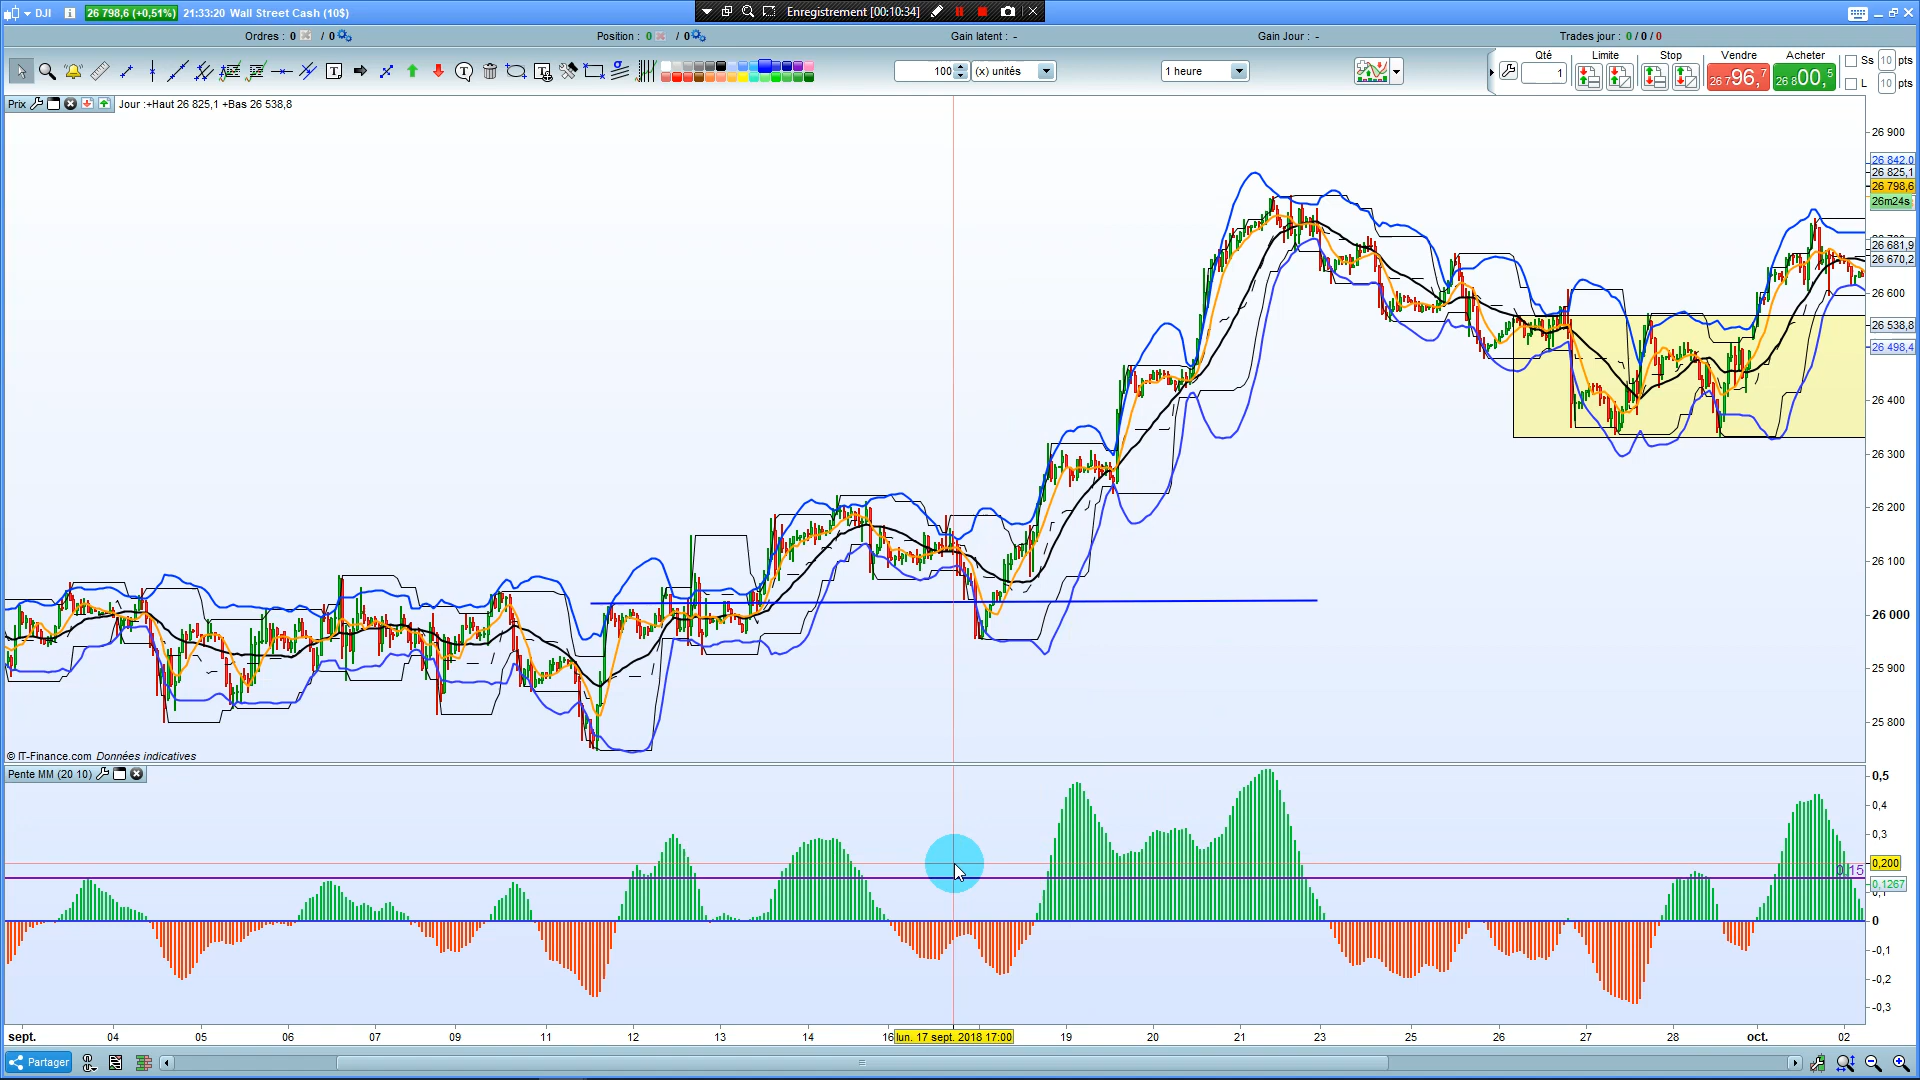 DJI 26 798,6 (+0,51%) 21:33:20 Wall Street Cash (10$)
Enregistrement [00:10:34]
Ordres : 0 / 0 Position : 0 / 0 Gain latent : - Gain Jour : - Trades jour : 0 / 0 / 0
100 (x) unités 1 heure
Qté Limite Stop Vendre Acheter
1 26 796,7 26 800,5
Ss 10 pts
L 10 pts
Prix Jour :+Haut 26 825,1 +Bas 26 538,8
26 900
26 842,0
26 825,1
26 798,6
26m24s
26 681,9
26 670,2
26 600
26 538,8
26 498,4
26 400
26 300
26 200
26 100
26 000
25 900
25 800
© IT-Finance.com Données indicatives
Pente MM (20 10)
0,5
0,4
0,3
0,200
0,15
0,1267
0
-0,1
-0,2
-0,3
sept. 04 05 06 07 09 11 12 13 14 16 lun. 17 sept. 2018 17:00 19 20 21 23 25 26 27 28 oct. 02
Partager